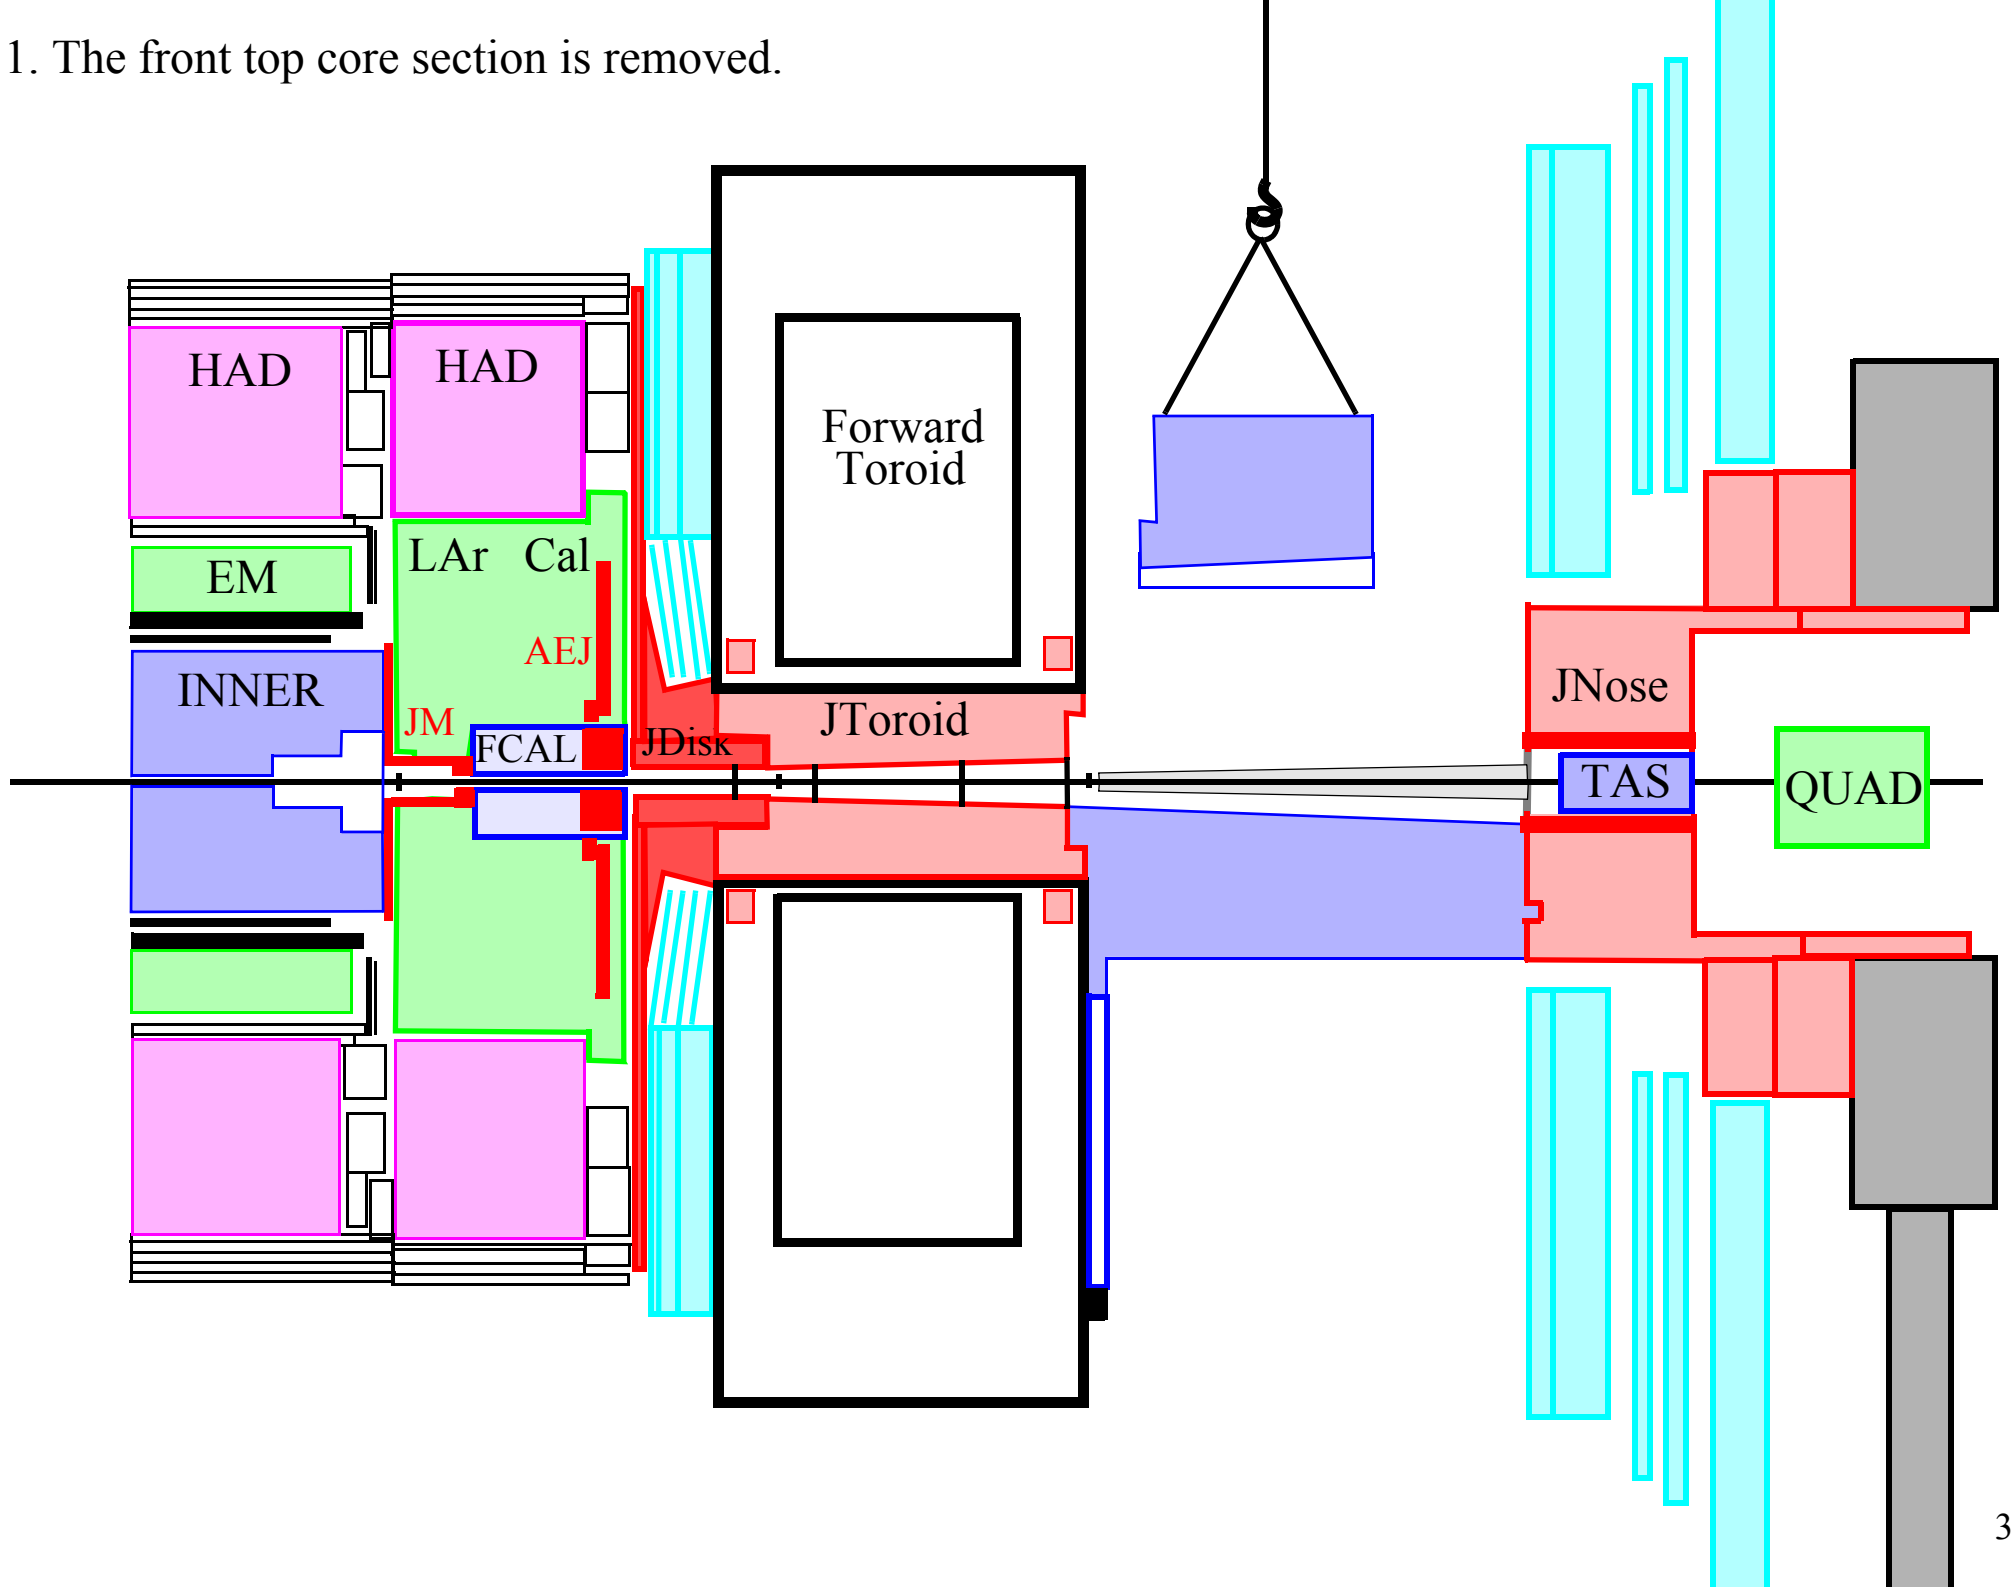 1. The front top core section is removed.
HAD
HAD
Forward
Toroid
LAr Cal
EM
AEJ
INNER
JM
FCAL
JDisk
JToroid
JNose
TAS
QUAD
3